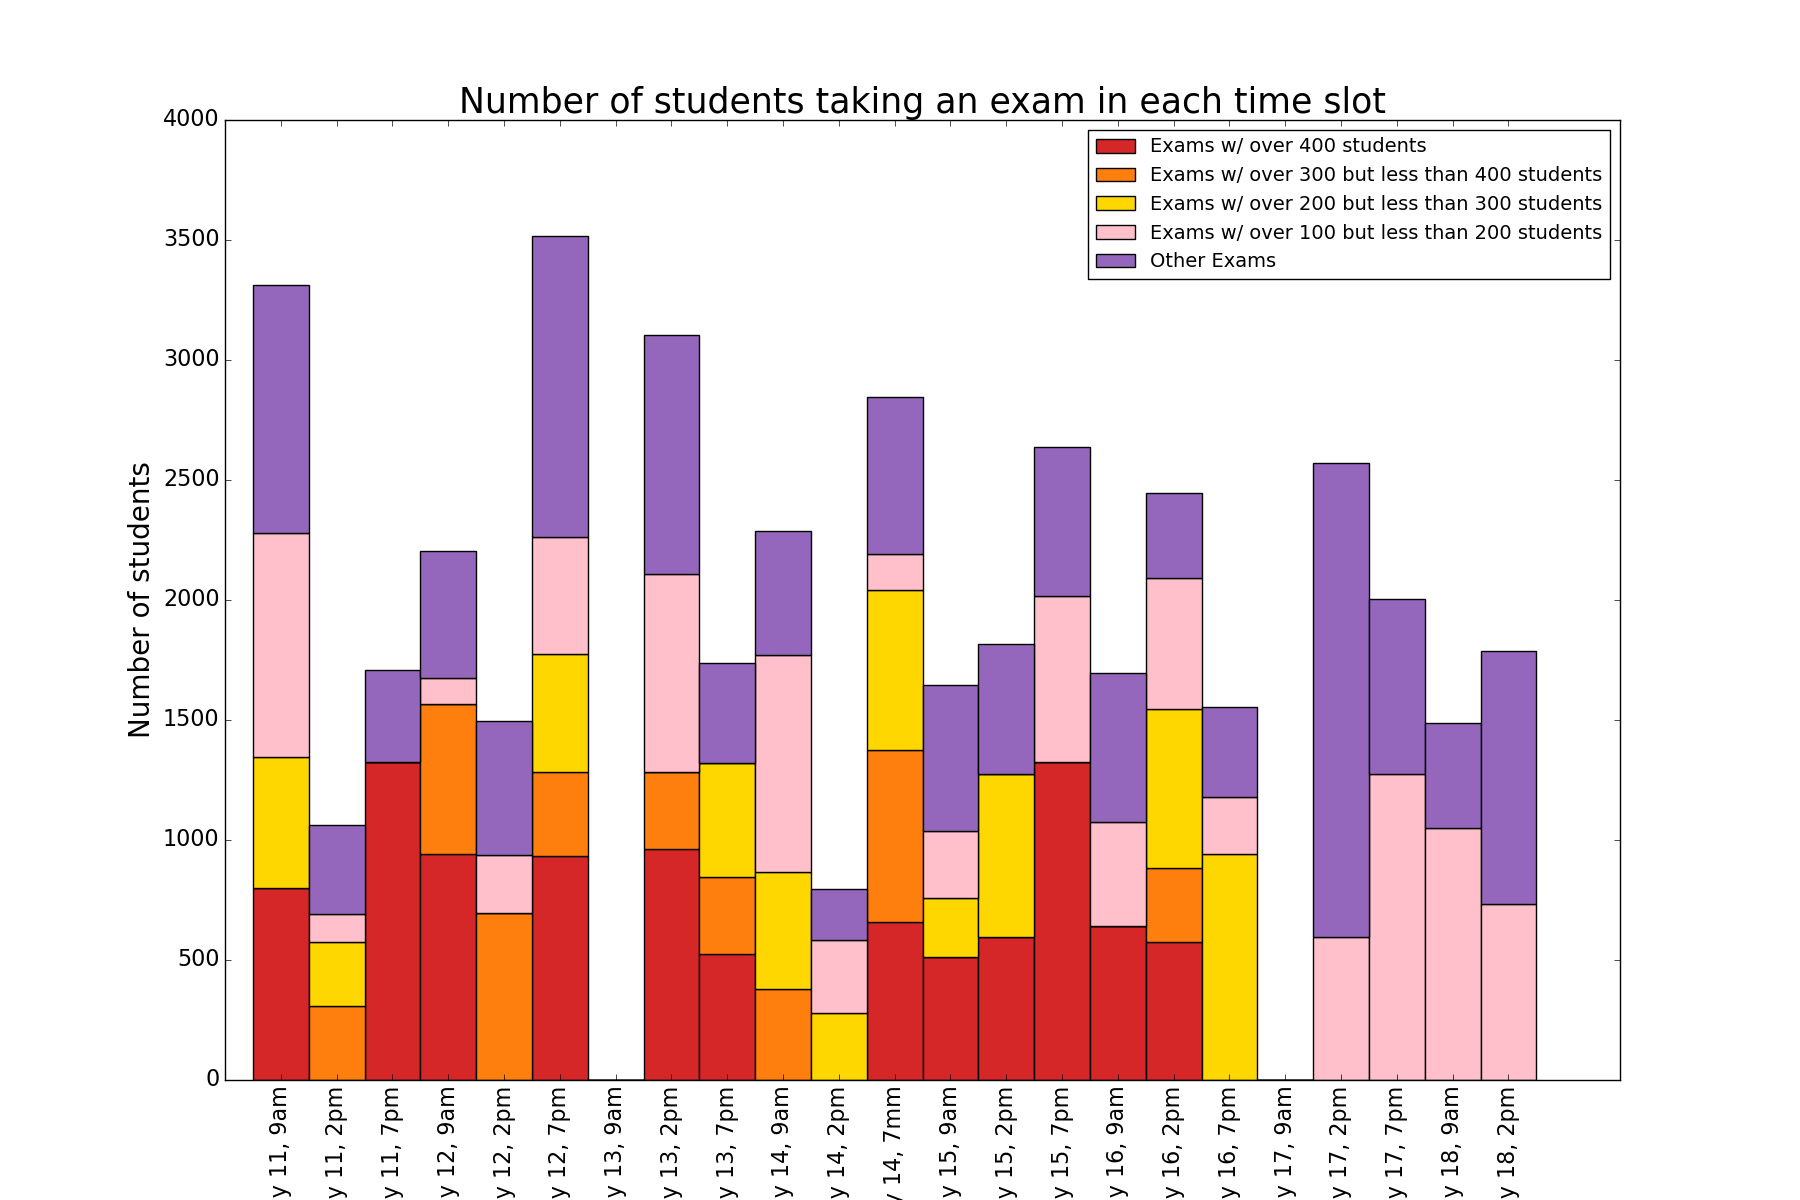 Number of students taking an exam in each time slot
Exams w/ over 400 students
Exams w/ over 300 but less than 400 students
Exams w/ over 200 but less than 300 students
Exams w/ over 100 but less than 200 students
Other Exams
Number of students
4000
3500
3000
2500
2000
1500
1000
500
0
y 11, 9am
y 11, 2pm
y 11, 7pm
y 12, 9am
y 12, 2pm
y 12, 7pm
y 13, 9am
y 13, 2pm
y 13, 7pm
y 14, 9am
y 14, 2pm
y 14, 7mm
y 15, 9am
y 15, 2pm
y 15, 7pm
y 16, 9am
y 16, 2pm
y 16, 7pm
y 17, 9am
y 17, 2pm
y 17, 7pm
y 18, 9am
y 18, 2pm